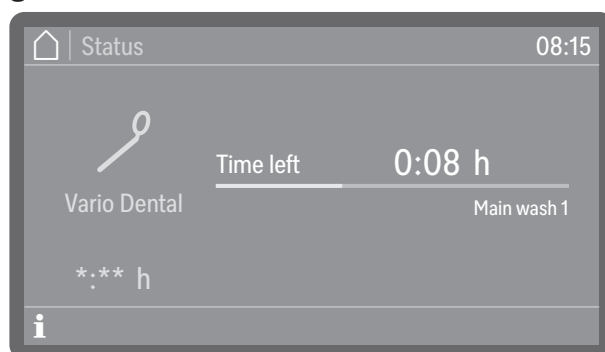 Status 08:15
Time left 0:08 h
Vario Dental
Main wash 1
*:** h
i